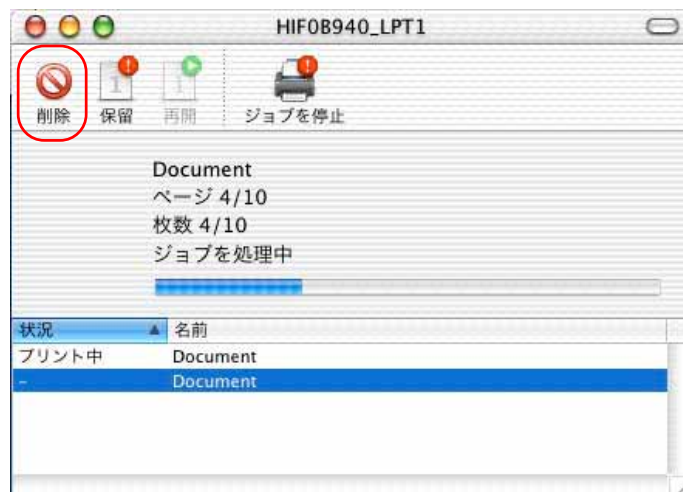 HIF0B940_LPT1
削除 保留 再開 ジョブを停止
Document
ページ 4/10
枚数 4/10
ジョブを処理中
状況 名前
プリント中 Document
– Document